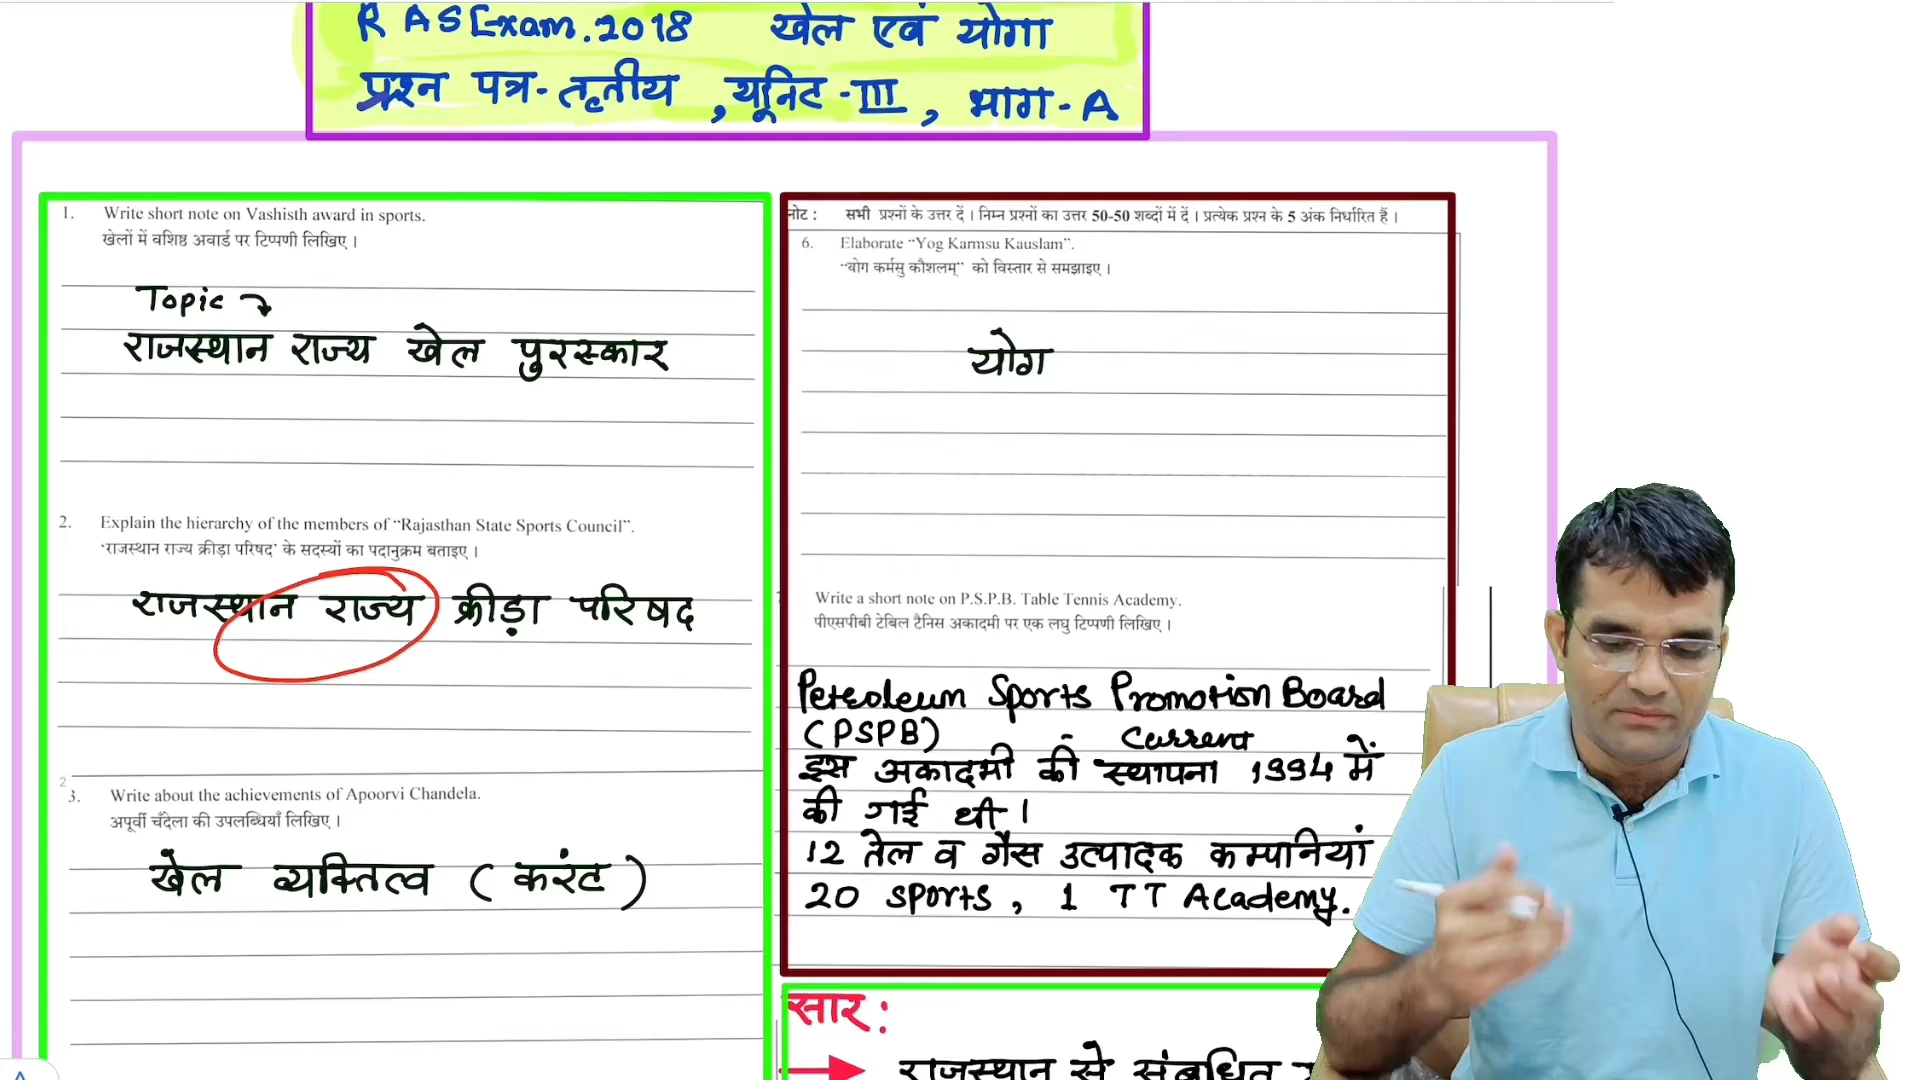 RAS Exam.2018 खेल एवं योगा
प्रश्न पत्र-तृतीय, यूनिट-III, भाग-A
1. Write short note on Vashisth award in sports.
खेलों में वशिष्ठ अवार्ड पर टिप्पणी लिखिए ।
Topic →
राजस्थान राज्य खेल पुरस्कार
2. Explain the hierarchy of the members of “Rajasthan State Sports Council”.
‘राजस्थान राज्य क्रीड़ा परिषद’ के सदस्यों का पदानुक्रम बताइए ।
राजस्थान राज्य क्रीड़ा परिषद
2
3. Write about the achievements of Apoorvi Chandela.
अपूर्वी चँदेला की उपलब्धियाँ लिखिए ।
खेल व्यक्तित्व (करंट)
नोट : सभी प्रश्नों के उत्तर दें । निम्न प्रश्नों का उत्तर 50-50 शब्दों में दें । प्रत्येक प्रश्न के 5 अंक निर्धारित हैं ।
6. Elaborate “Yog Karmsu Kauslam”.
“योग कर्मसु कौशलम्” को विस्तार से समझाइए ।
योग
Write a short note on P.S.P.B. Table Tennis Academy.
पीएसपीबी टेबिल टैनिस अकादमी पर एक लघु टिप्पणी लिखिए ।
Petroleum Sports Promotion Board
(PSPB) - Current
इस अकादमी की स्थापना 1994 में
की गई थी ।
12 तेल व गैस उत्पादक कम्पानियां
20 sports, 1 TT Academy.
सार :
→ राजस्थान से संबधित